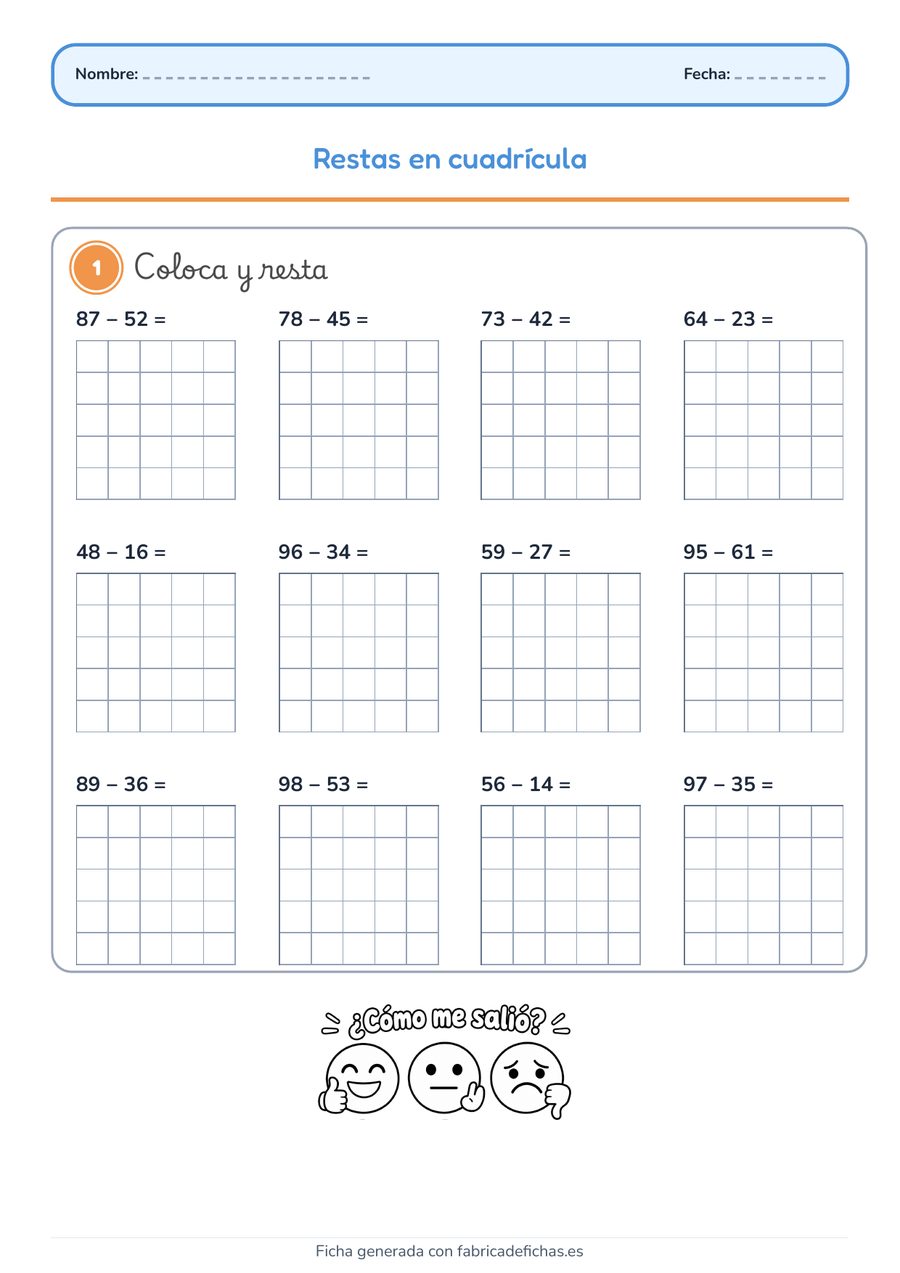 Nombre: Fecha:
Restas en cuadrícula
1 Coloca y resta
87 – 52 = 78 – 45 = 73 – 42 = 64 – 23 =
48 – 16 = 96 – 34 = 59 – 27 = 95 – 61 =
89 – 36 = 98 – 53 = 56 – 14 = 97 – 35 =
¿Cómo me salió?
Ficha generada con fabricadefichas.es